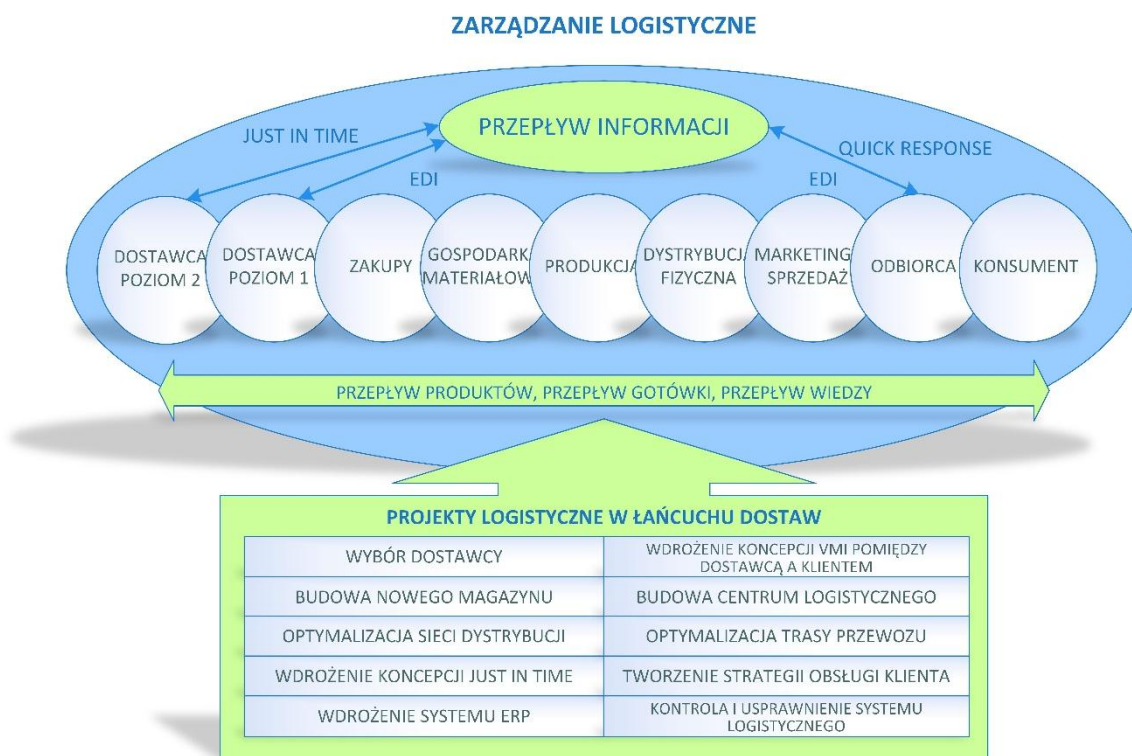 ZARZĄDZANIE LOGISTYCZNE
PRZEPŁYW INFORMACJI
JUST IN TIME
QUICK RESPONSE
EDI
EDI
DOSTAWCA
POZIOM 2
DOSTAWCA
POZIOM 1
ZAKUPY
GOSPODARK
MATERIAŁOW
PRODUKCJA
DYSTRYBUCJA
FIZYCZNA
MARKETING
SPRZEDAŻ
ODBIORCA
KONSUMENT
PRZEPŁYW PRODUKTÓW, PRZEPŁYW GOTÓWKI, PRZEPŁYW WIEDZY
PROJEKTY LOGISTYCZNE W ŁAŃCUCHU DOSTAW
WYBÓR DOSTAWCY
WDROŻENIE KONCEPCJI VMI POMIĘDZY
DOSTAWCĄ A KLIENTEM
BUDOWA NOWEGO MAGAZYNU
BUDOWA CENTRUM LOGISTYCZNEGO
OPTYMALIZACJA SIECI DYSTRYBUCJI
OPTYMALIZACJA TRASY PRZEWOZU
WDROŻENIE KONCEPCJI JUST IN TIME
TWORZENIE STRATEGII OBSŁUGI KLIENTA
WDROŻENIE SYSTEMU ERP
KONTROLA I USPRAWNIENIE SYSTEMU
LOGISTYCZNEGO